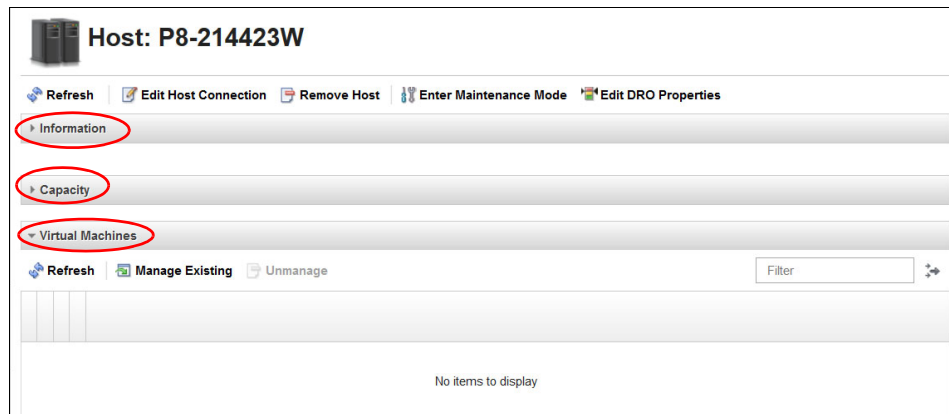 Host: P8-214423W
Refresh Edit Host Connection Remove Host Enter Maintenance Mode Edit DRO Properties
Information
Capacity
Virtual Machines
Refresh Manage Existing Unmanage Filter
No items to display